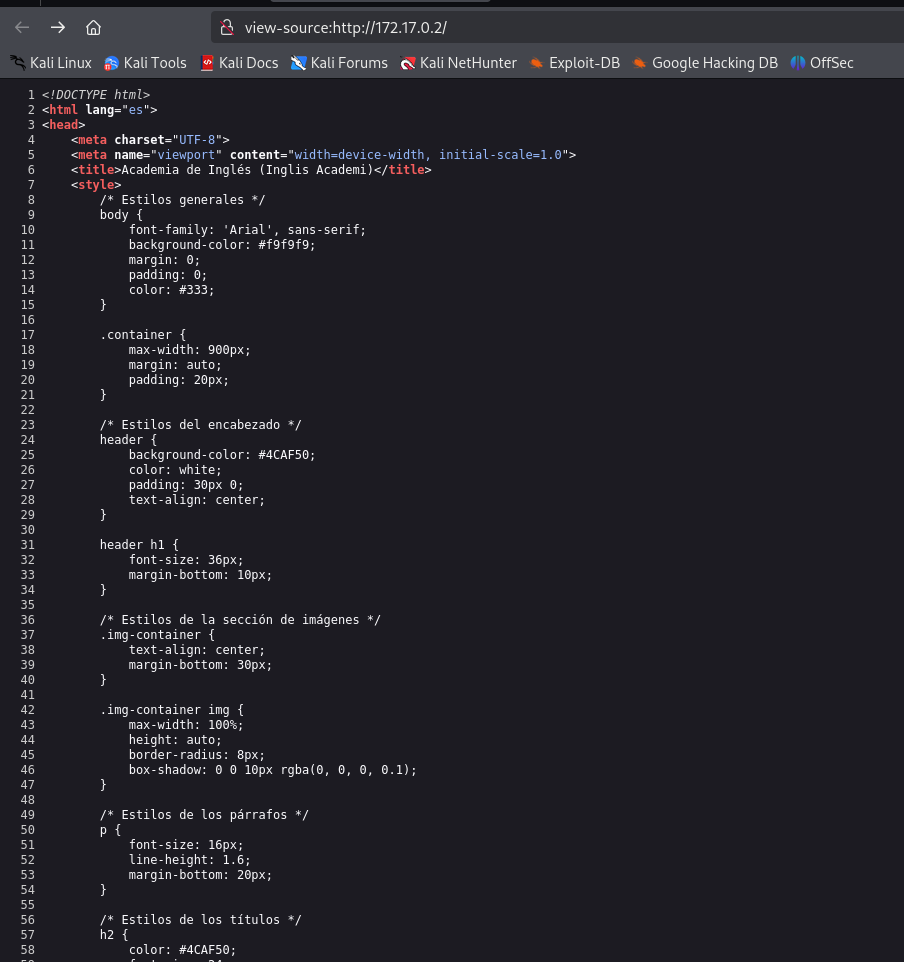 view-source:http://172.17.0.2/
Kali Linux Kali Tools Kali Docs Kali Forums Kali NetHunter Exploit-DB Google Hacking DB OffSec
1 <!DOCTYPE html>
2 <html lang="es">
3 <head>
4     <meta charset="UTF-8">
5     <meta name="viewport" content="width=device-width, initial-scale=1.0">
6     <title>Academia de Inglés (Inglis Academi)</title>
7     <style>
8         /* Estilos generales */
9         body {
10             font-family: 'Arial', sans-serif;
11             background-color: #f9f9f9;
12             margin: 0;
13             padding: 0;
14             color: #333;
15         }
16
17         .container {
18             max-width: 900px;
19             margin: auto;
20             padding: 20px;
21         }
22
23         /* Estilos del encabezado */
24         header {
25             background-color: #4CAF50;
26             color: white;
27             padding: 30px 0;
28             text-align: center;
29         }
30
31         header h1 {
32             font-size: 36px;
33             margin-bottom: 10px;
34         }
35
36         /* Estilos de la sección de imágenes */
37         .img-container {
38             text-align: center;
39             margin-bottom: 30px;
40         }
41
42         .img-container img {
43             max-width: 100%;
44             height: auto;
45             border-radius: 8px;
46             box-shadow: 0 0 10px rgba(0, 0, 0, 0.1);
47         }
48
49         /* Estilos de los párrafos */
50         p {
51             font-size: 16px;
52             line-height: 1.6;
53             margin-bottom: 20px;
54         }
55
56         /* Estilos de los títulos */
57         h2 {
58             color: #4CAF50;